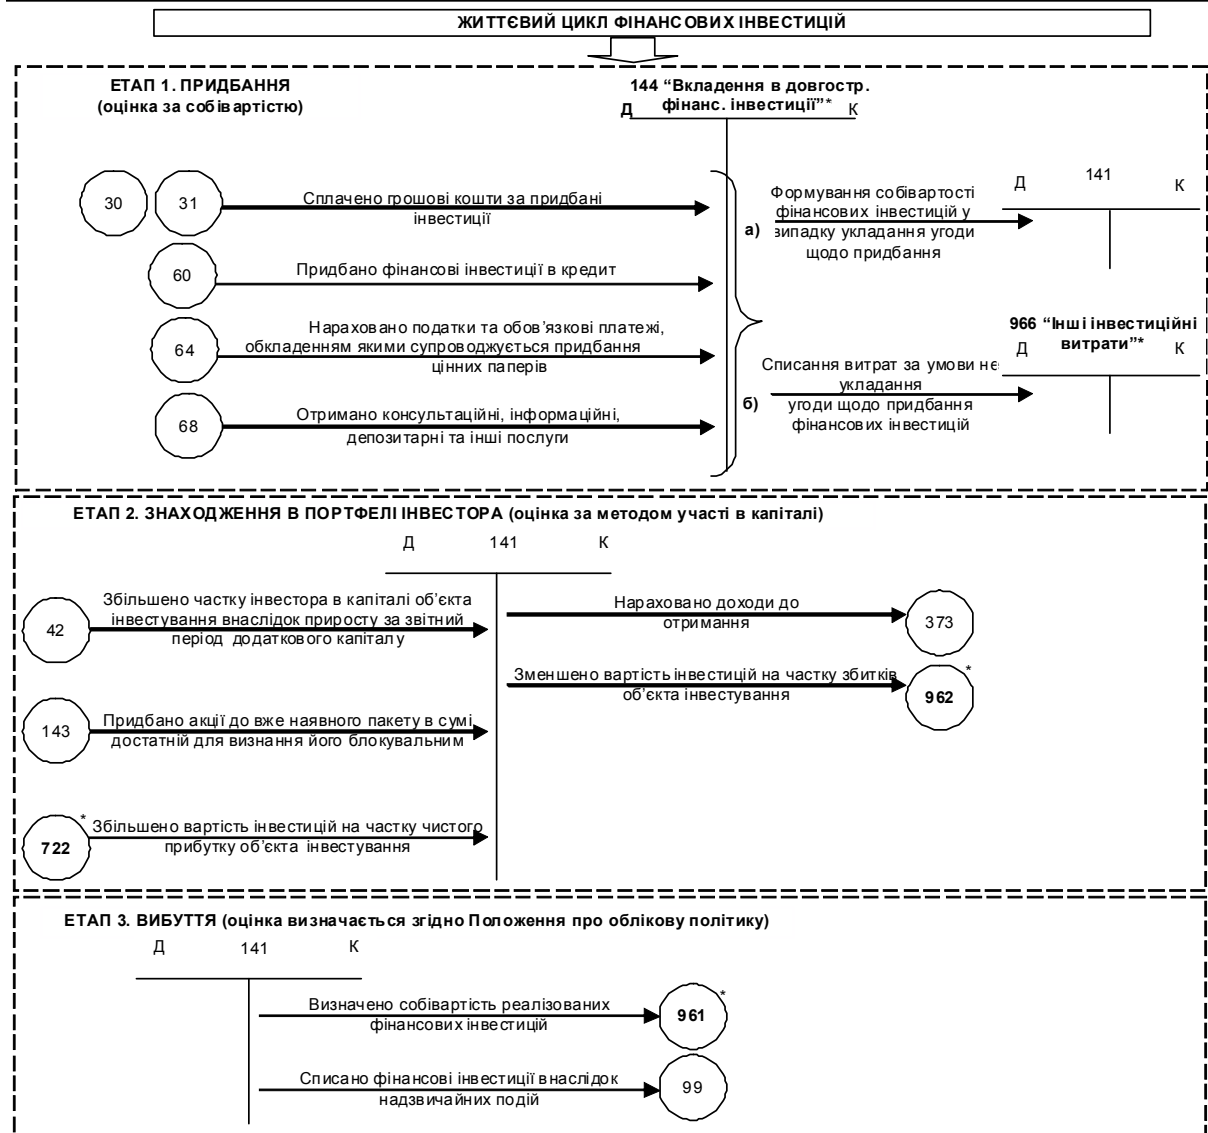 ЖИТТЄВИЙ ЦИКЛ ФІНАНСОВИХ ІНВЕСТИЦІЙ
ЕТАП 1. ПРИДБАННЯ
(оцінка за собівартістю)
144 “Вкладення в довгостр.
фінанс. інвестиції”*
Д
К
30
31
Сплачено грошові кошти за придбані
інвестиції
60
Придбано фінансові інвестиції в кредит
64
Нараховано податки та обов’язкові платежі,
обкладенням якими супроводжується придбання
цінних паперів
68
Отримано консультаційні, інформаційні,
депозитарні та інші послуги
а)
Формування собівартості
фінансових інвестицій у
випадку укладання угоди
щодо придбання
Д
141
К
б)
Списання витрат за умови не
укладання
угоди щодо придбання
фінансових інвестицій
966 “Інші інвестиційні
витрати”*
Д
К
ЕТАП 2. ЗНАХОДЖЕННЯ В ПОРТФЕЛІ ІНВЕСТОРА (оцінка за методом участі в капіталі)
Д
141
К
42
Збільшено частку інвестора в капіталі об’єкта
інвестування внаслідок приросту за звітний
період додаткового капіталу
143
Придбано акції до вже наявного пакету в сумі
достатній для визнання його блокувальним
722
*
Збільшено вартість інвестицій на частку чистого
прибутку об’єкта інвестування
Нараховано доходи до
отримання
373
Зменшено вартість інвестицій на частку збитків
об’єкта інвестування
962
*
ЕТАП 3. ВИБУТТЯ (оцінка визначається згідно Положення про облікову політику)
Д
141
К
Визначено собівартість реалізованих
фінансових інвестицій
961
*
Списано фінансові інвестиції внаслідок
надзвичайних подій
99